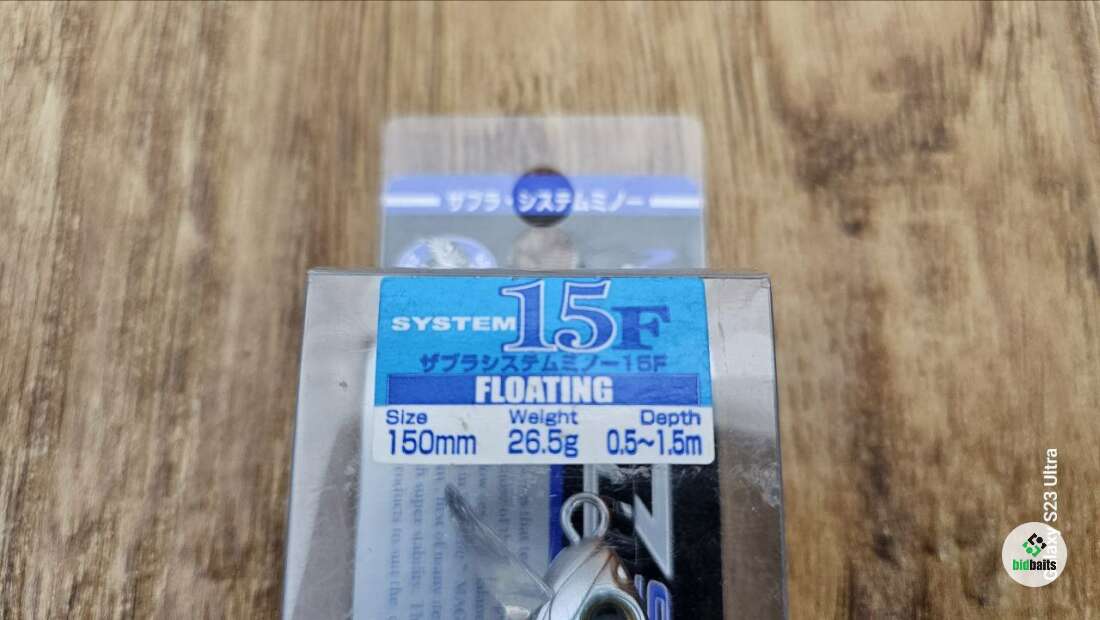 ザブラ・システムミノー
SYSTEM 15F
ザブラシステムミノー15F
FLOATING
Size Weight Depth
150mm 26.5g 0.5~1.5m
Galaxy S23 Ultra
bidbaits